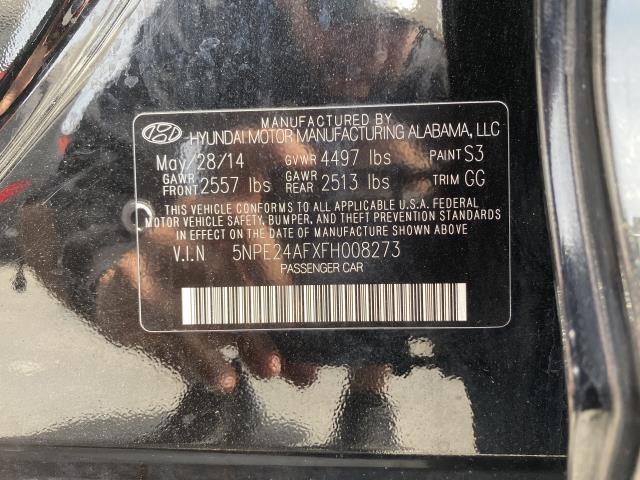 MANUFACTURED BY
HYUNDAI MOTOR MANUFACTURING ALABAMA, LLC
May/28/14 GVWR 4497 lbs PAINT S3
GAWR FRONT 2557 lbs GAWR REAR 2513 lbs TRIM GG
THIS VEHICLE CONFORMS TO ALL APPLICABLE U.S.A. FEDERAL
MOTOR VEHICLE SAFETY, BUMPER, AND THEFT PREVENTION STANDARDS
IN EFFECT ON THE DATE OF MANUFACTURE SHOWN ABOVE
V.I.N 5NPE24AFXFH008273
PASSENGER CAR